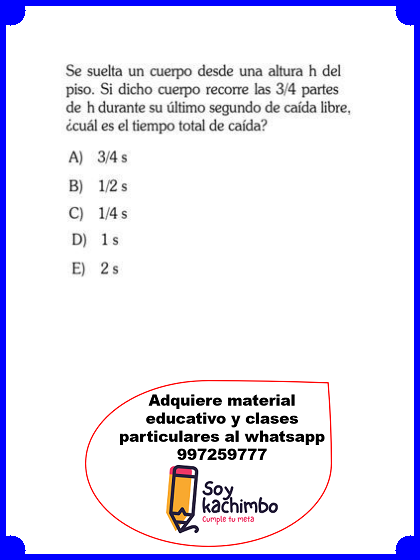 Se suelta un cuerpo desde una altura h del
piso. Si dicho cuerpo recorre las 3/4 partes
de h durante su último segundo de caída libre,
¿cuál es el tiempo total de caída?
A) 3/4 s
B) 1/2 s
C) 1/4 s
D) 1 s
E) 2 s
Adquiere material
educativo y clases
particulares al whatsapp
997259777
Soy
kachimbo
Cumple tu meta